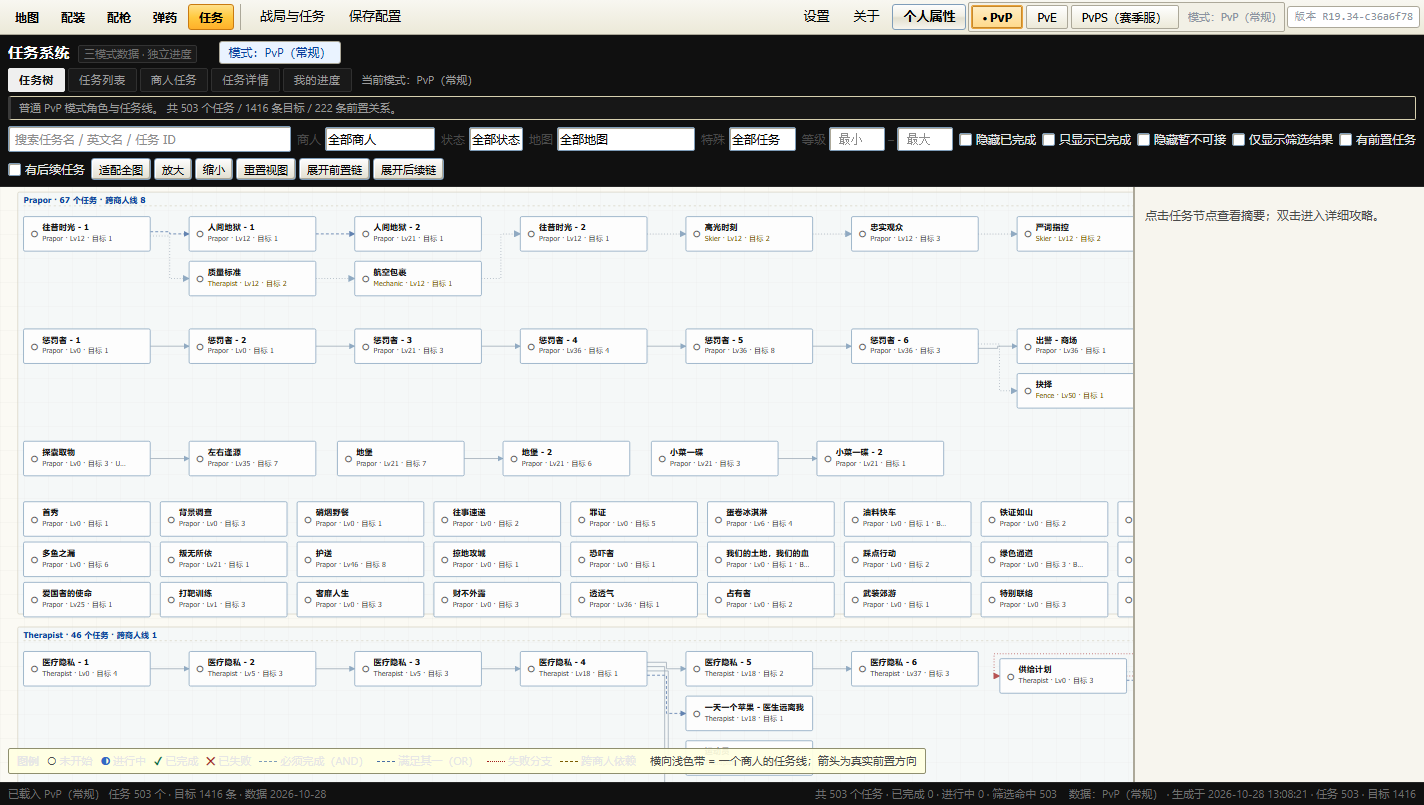 地图 配装 配枪 弹药 任务 战局与任务 保存配置 设置 关于 个人属性 • PvP PvE PvPS（赛季服） 模式：PvP（常规） 版本 R19.34-c36a6f78
任务系统 三模式数据 · 独立进度 模式：PvP（常规）
任务树 任务列表 商人任务 任务详情 我的进度 当前模式：PvP（常规）
普通 PvP 模式角色与任务线。 共 503 个任务 / 1416 条目标 / 222 条前置关系。
搜索任务名 / 英文名 / 任务 ID 商人 全部商人 状态 全部状态 地图 全部地图 特殊 全部任务 等级 最小 – 最大 隐藏已完成 只显示已完成 隐藏暂不可接 仅显示筛选结果 有前置任务
有后续任务 适配全图 放大 缩小 重置视图 展开前置链 展开后续链
Prapor · 67 个任务 · 跨商人线 8
点击任务节点查看摘要；双击进入详细攻略。
往昔时光 - 1 人间地狱 - 1 人间地狱 - 2 往昔时光 - 2 高光时刻 忠实观众 严词指控
Prapor · Lv12 · 目标 1 Prapor · Lv12 · 目标 1 Prapor · Lv21 · 目标 1 Prapor · Lv12 · 目标 1 Skier · Lv12 · 目标 2 Prapor · Lv12 · 目标 3 Skier · Lv12 · 目标 2
质量标准 航空包裹
Therapist · Lv12 · 目标 2 Mechanic · Lv12 · 目标 1
惩罚者 - 1 惩罚者 - 2 惩罚者 - 3 惩罚者 - 4 惩罚者 - 5 惩罚者 - 6 出警 - 商场
Prapor · Lv0 · 目标 1 Prapor · Lv0 · 目标 1 Prapor · Lv21 · 目标 3 Prapor · Lv36 · 目标 4 Prapor · Lv36 · 目标 8 Prapor · Lv36 · 目标 3 Prapor · Lv36 · 目标 1
抉择
Fence · Lv50 · 目标 1
探囊取物 左右逢源 地堡 地堡 - 2 小菜一碟 小菜一碟 - 2
Prapor · Lv0 · 目标 3 · U... Prapor · Lv35 · 目标 7 Prapor · Lv21 · 目标 7 Prapor · Lv21 · 目标 6 Prapor · Lv21 · 目标 3 Prapor · Lv21 · 目标 1
首秀 背景调查 硝烟野餐 往事速递 罪证 蛋卷冰淇淋 油料快车 铁证如山
Prapor · Lv0 · 目标 1 Prapor · Lv0 · 目标 3 Prapor · Lv0 · 目标 1 Prapor · Lv0 · 目标 2 Prapor · Lv0 · 目标 5 Prapor · Lv6 · 目标 4 Prapor · Lv0 · 目标 1 · B... Prapor · Lv0 · 目标 2
多鱼之漏 叛无所依 护送 掠地攻城 恐吓者 我们的土地，我们的血 踩点行动 绿色通道
Prapor · Lv0 · 目标 6 Prapor · Lv21 · 目标 1 Prapor · Lv46 · 目标 8 Prapor · Lv0 · 目标 1 Prapor · Lv0 · 目标 1 Prapor · Lv0 · 目标 1 · B... Prapor · Lv0 · 目标 2 Prapor · Lv0 · 目标 3 · B...
爱国者的使命 打靶训练 奢靡人生 财不外露 透透气 占有者 武装郊游 特别联络
Prapor · Lv25 · 目标 1 Prapor · Lv1 · 目标 3 Prapor · Lv0 · 目标 3 Prapor · Lv0 · 目标 3 Prapor · Lv36 · 目标 1 Prapor · Lv0 · 目标 2 Prapor · Lv0 · 目标 1 Prapor · Lv0 · 目标 3
Therapist · 46 个任务 · 跨商人线 1
医疗隐私 - 1 医疗隐私 - 2 医疗隐私 - 3 医疗隐私 - 4 医疗隐私 - 5 医疗隐私 - 6 供给计划
Therapist · Lv0 · 目标 4 Therapist · Lv5 · 目标 3 Therapist · Lv5 · 目标 3 Therapist · Lv18 · 目标 1 Therapist · Lv18 · 目标 2 Therapist · Lv37 · 目标 3 Therapist · Lv0 · 目标 3
一天一个苹果 - 医生远离我
Therapist · Lv18 · 目标 1
图例 未开始 进行中 已完成 已失败 必须完成（AND） 满足其一（OR） 失败分支 跨商人依赖 横向浅色带 = 一个商人的任务线；箭头为真实前置方向
已载入 PvP（常规） 任务 503 个 · 目标 1416 条 · 数据 2026-10-28 共 503 个任务 · 已完成 0 · 进行中 0 · 筛选命中 503 数据：PvP（常规） · 生成于 2026-10-28 13:08:21 · 任务 503 · 目标 1416